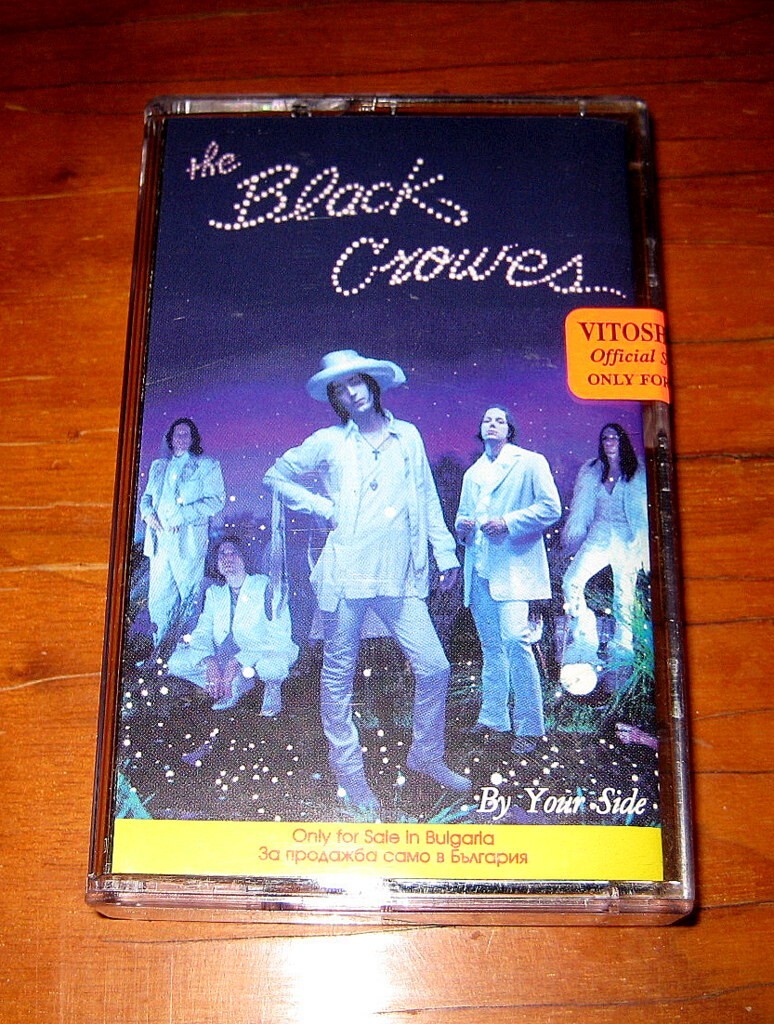 the
Black
Crowes
VITOSH
Official S
ONLY FOR
By Your Side
Only for Sale in Bulgaria
За продажба само в България